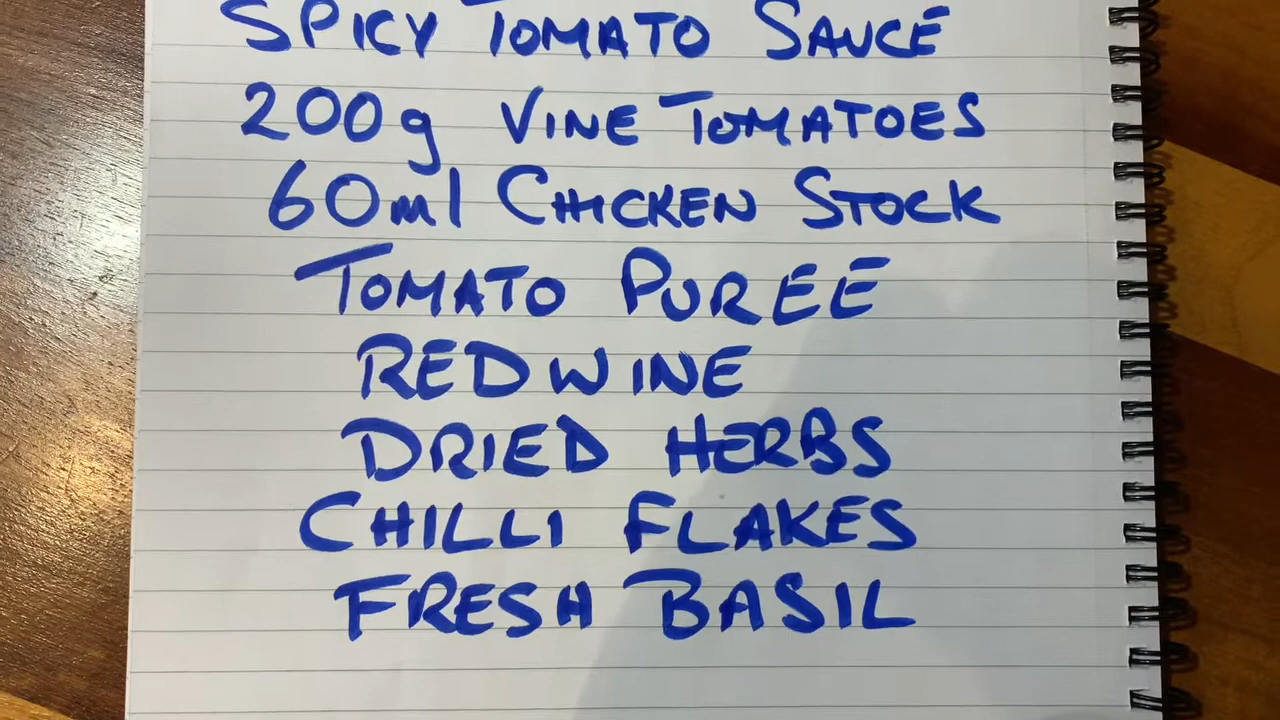 SPICY TOMATO SAUCE
200g VINE TOMATOES
60ml CHICKEN STOCK
TOMATO PUREE
RED WINE
DRIED HERBS
CHILLI FLAKES
FRESH BASIL